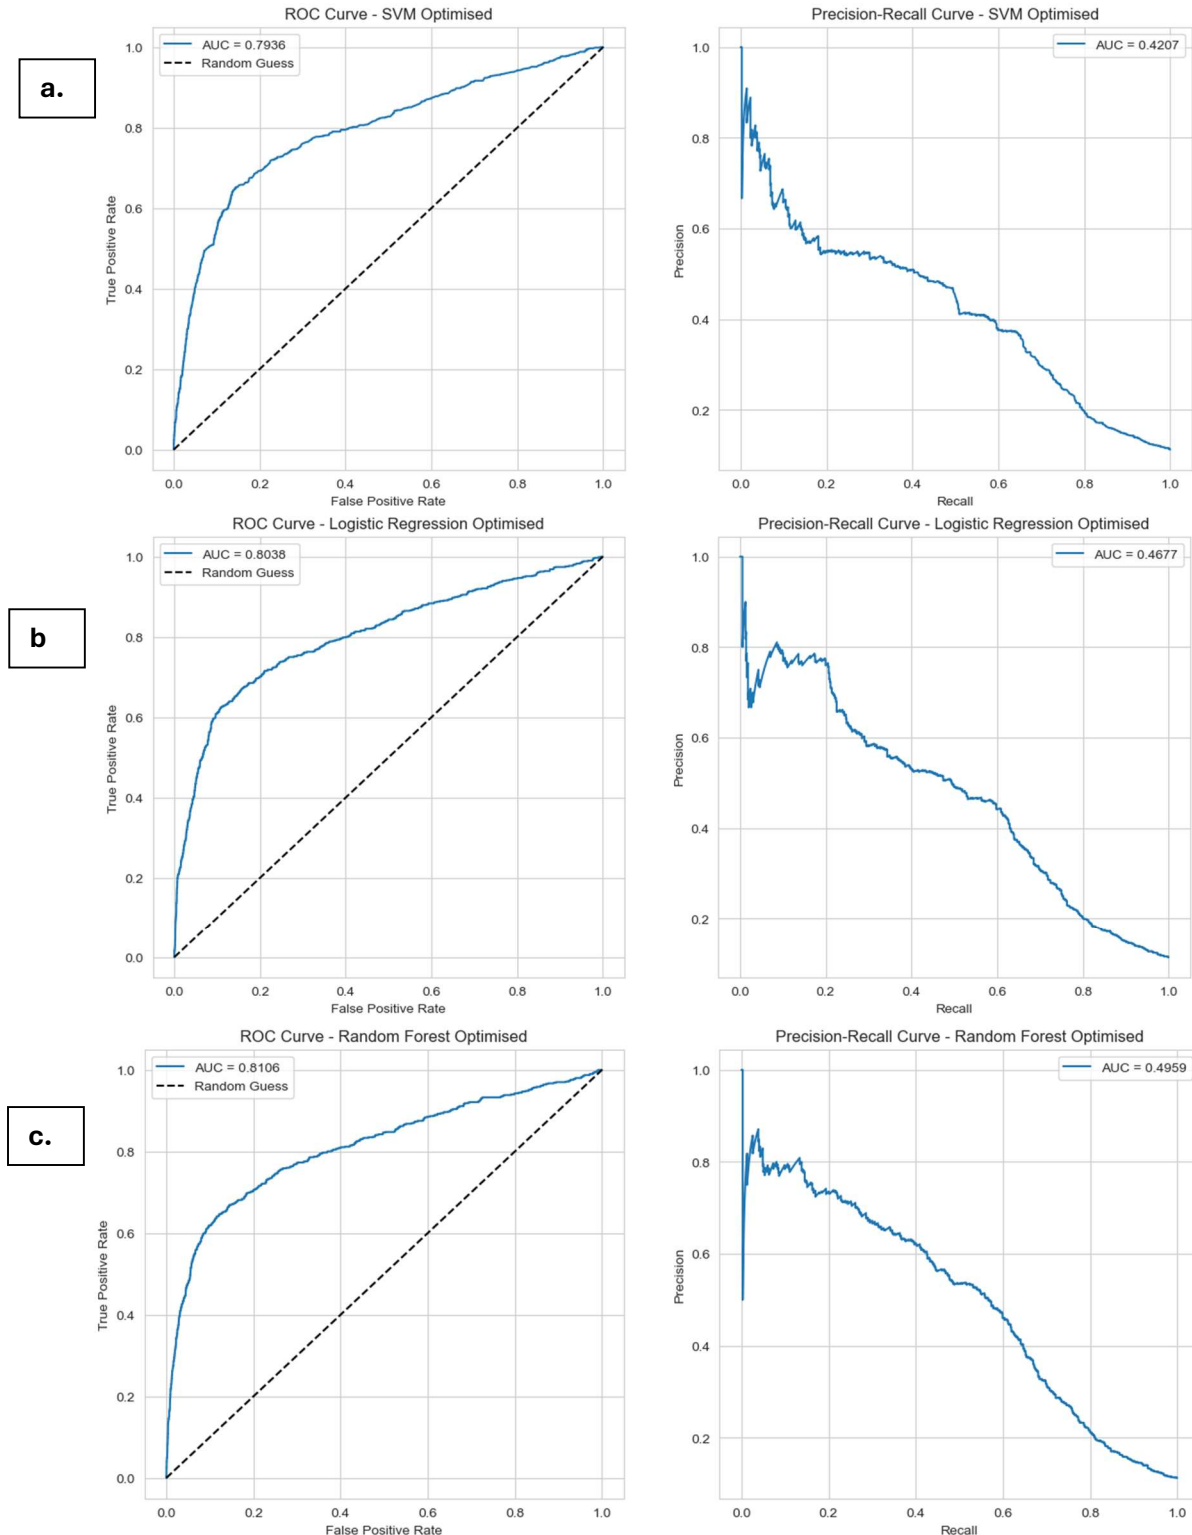 a.
ROC Curve - SVM Optimised
AUC = 0.7936
Random Guess
1.0
0.8
0.6
0.4
0.2
0.0
True Positive Rate
0.0 0.2 0.4 0.6 0.8 1.0
False Positive Rate
Precision-Recall Curve - SVM Optimised
AUC = 0.4207
1.0
0.8
0.6
0.4
0.2
Precision
0.0 0.2 0.4 0.6 0.8 1.0
Recall
b
ROC Curve - Logistic Regression Optimised
AUC = 0.8038
Random Guess
1.0
0.8
0.6
0.4
0.2
0.0
True Positive Rate
0.0 0.2 0.4 0.6 0.8 1.0
False Positive Rate
Precision-Recall Curve - Logistic Regression Optimised
AUC = 0.4677
1.0
0.8
0.6
0.4
0.2
Precision
0.0 0.2 0.4 0.6 0.8 1.0
Recall
c.
ROC Curve - Random Forest Optimised
AUC = 0.8106
Random Guess
1.0
0.8
0.6
0.4
0.2
0.0
True Positive Rate
0.0 0.2 0.4 0.6 0.8 1.0
False Positive Rate
Precision-Recall Curve - Random Forest Optimised
AUC = 0.4959
1.0
0.8
0.6
0.4
0.2
Precision
0.0 0.2 0.4 0.6 0.8 1.0
Recall